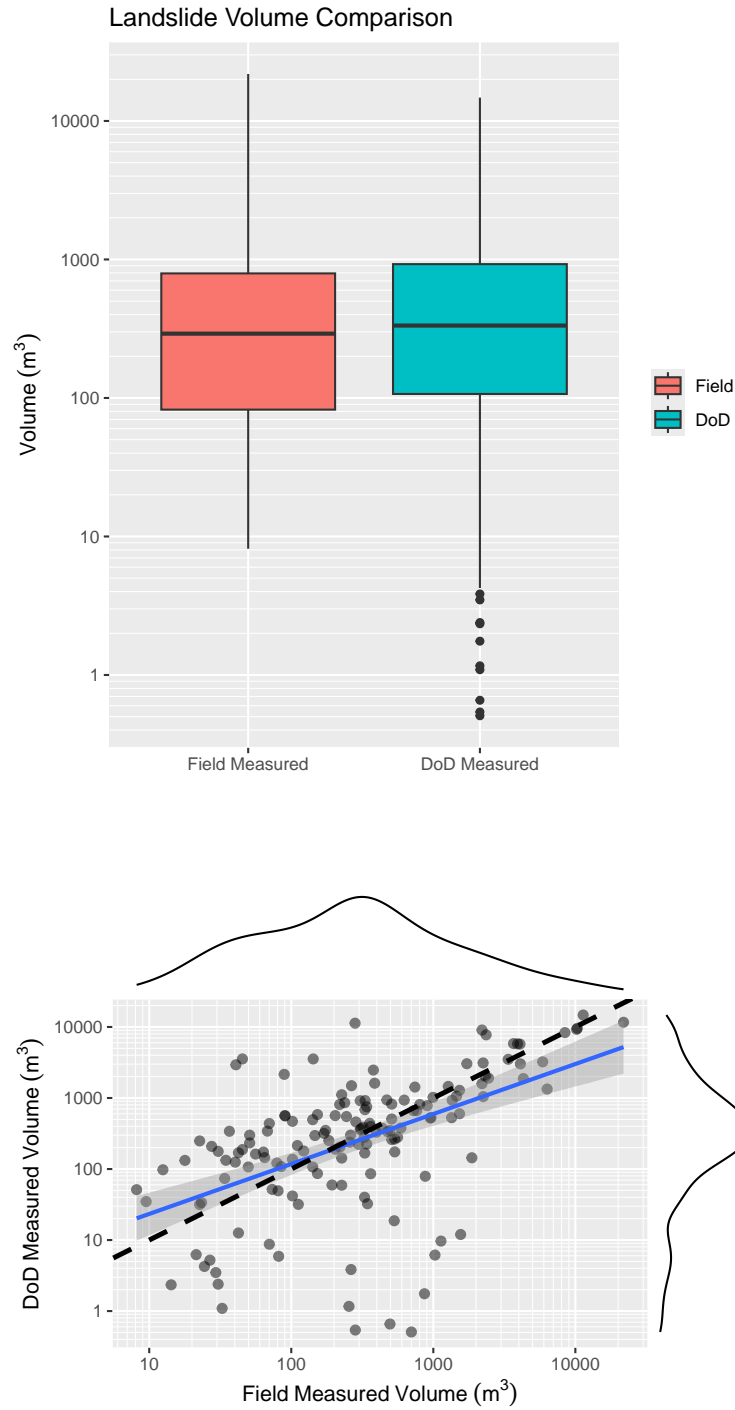 Landslide Volume Comparison
Volume (m³)
10000
1000
100
10
1
Field Measured DoD Measured
Field
DoD
DoD Measured Volume (m³)
10000
1000
100
10
1
10 100 1000 10000
Field Measured Volume (m³)